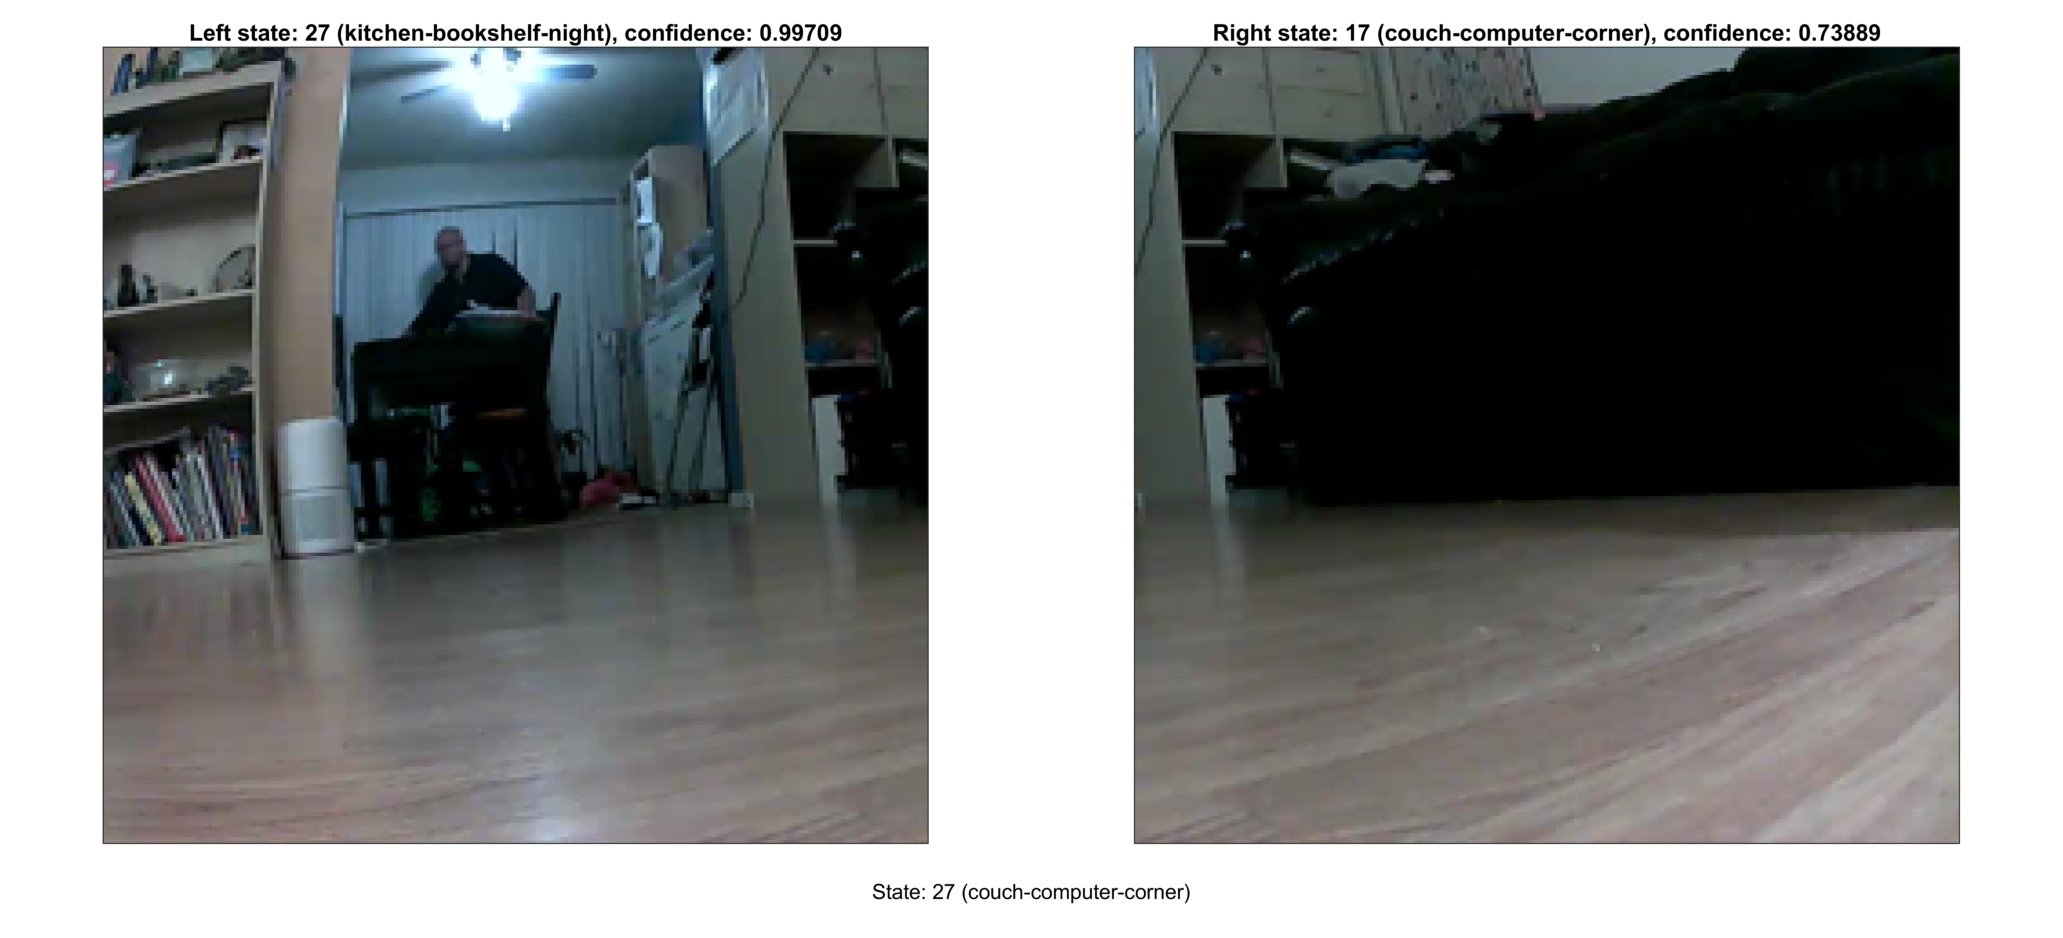 Left state: 27 (kitchen-bookshelf-night), confidence: 0.99709
Right state: 17 (couch-computer-corner), confidence: 0.73889
State: 27 (couch-computer-corner)